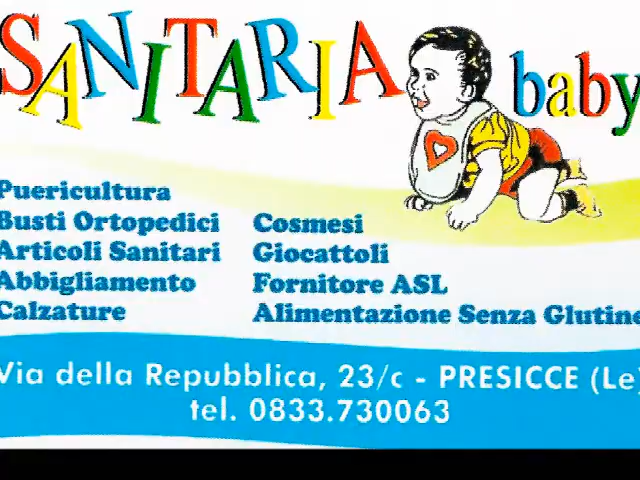 SANITARIA baby
Puericultura
Busti Ortopedici
Articoli Sanitari
Abbigliamento
Calzature
Cosmesi
Giocattoli
Fornitore ASL
Alimentazione Senza Glutine
Via della Repubblica, 23/c - PRESICCE (Le)
tel. 0833.730063